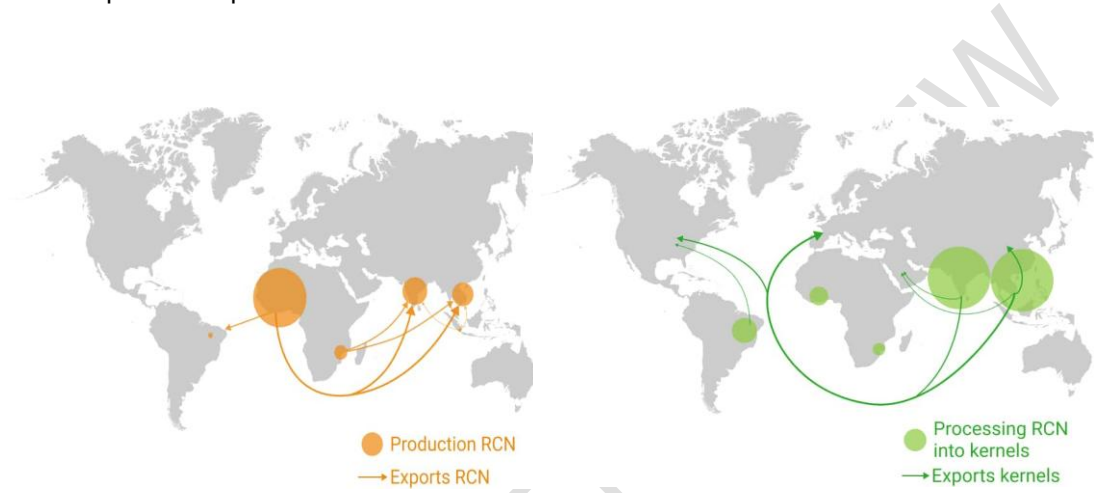 Production RCN
Exports RCN
Processing RCN
into kernels
Exports kernels